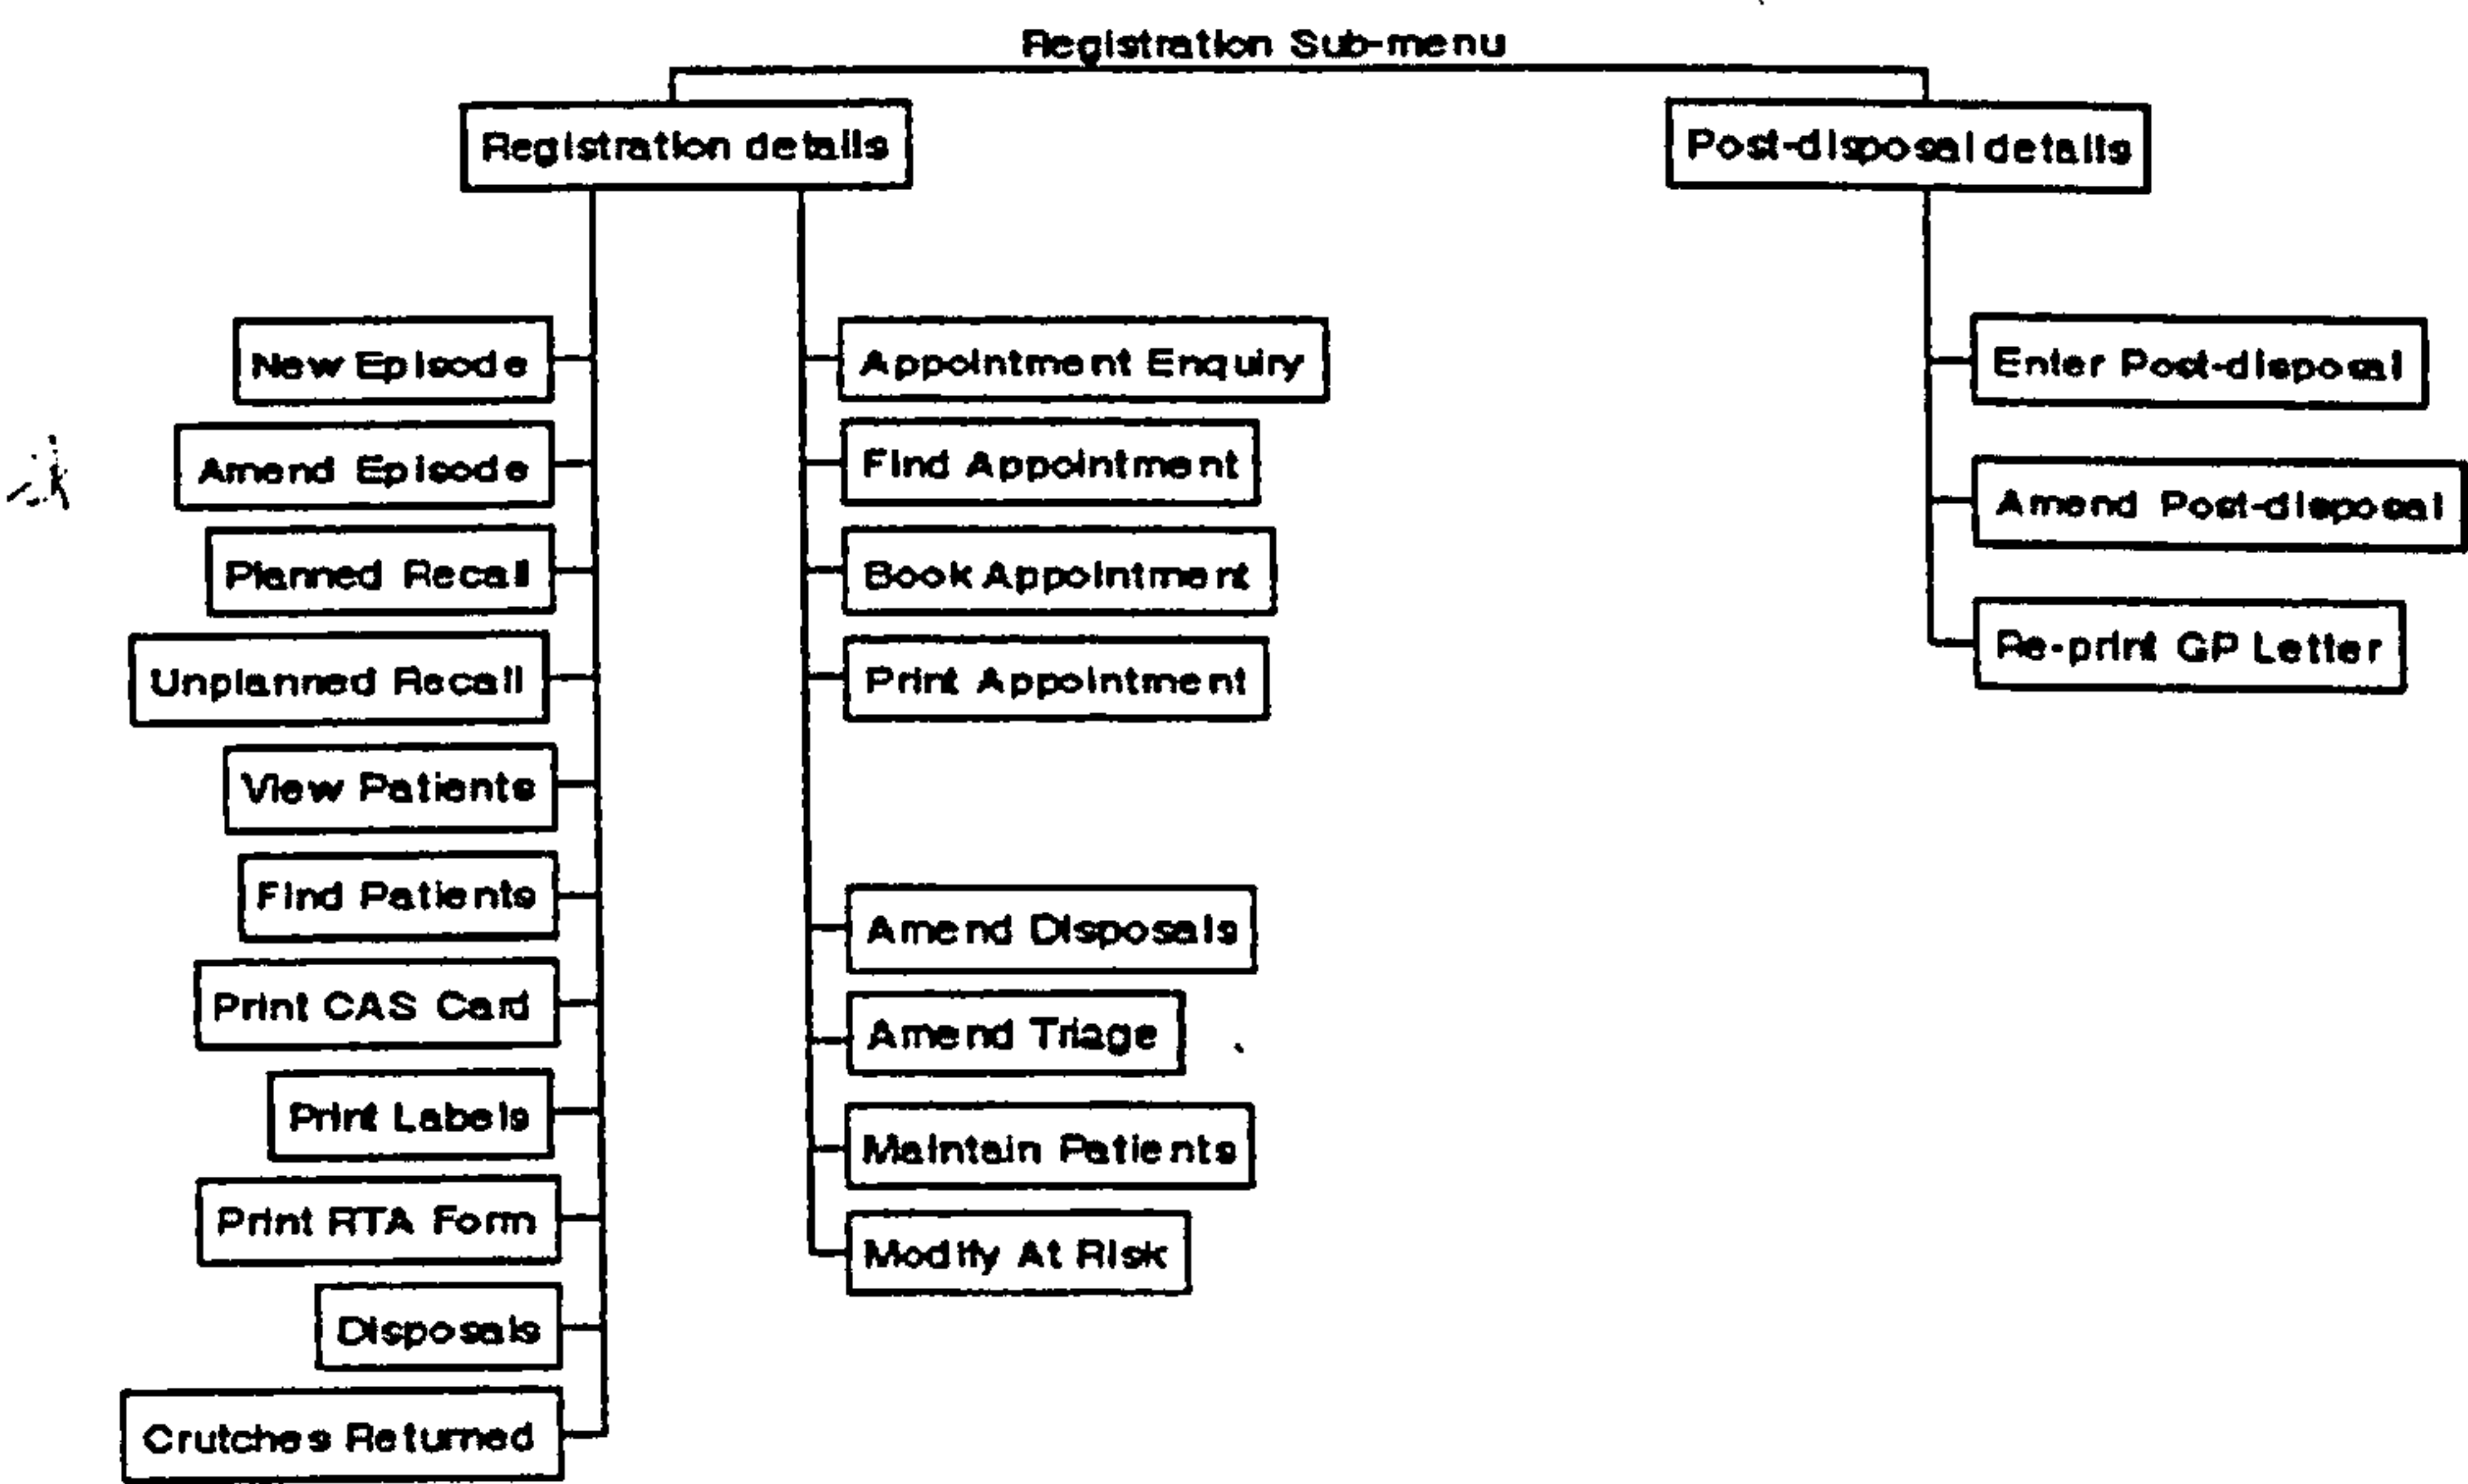 Registration Sub-menu
Registration details
Post-disposal details
New Episode
Amend Episode
Planned Recall
Unplanned Recall
View Patients
Find Patients
Print CAS Card
Print Labels
Print RTA Form
Disposals
Crutches Returned
Appointment Enquiry
Find Appointment
Book Appointment
Print Appointment
Amend Disposals
Amend Triage
Maintain Patients
Modify At Risk
Enter Post-disposal
Amend Post-disposal
Re-print GP Letter